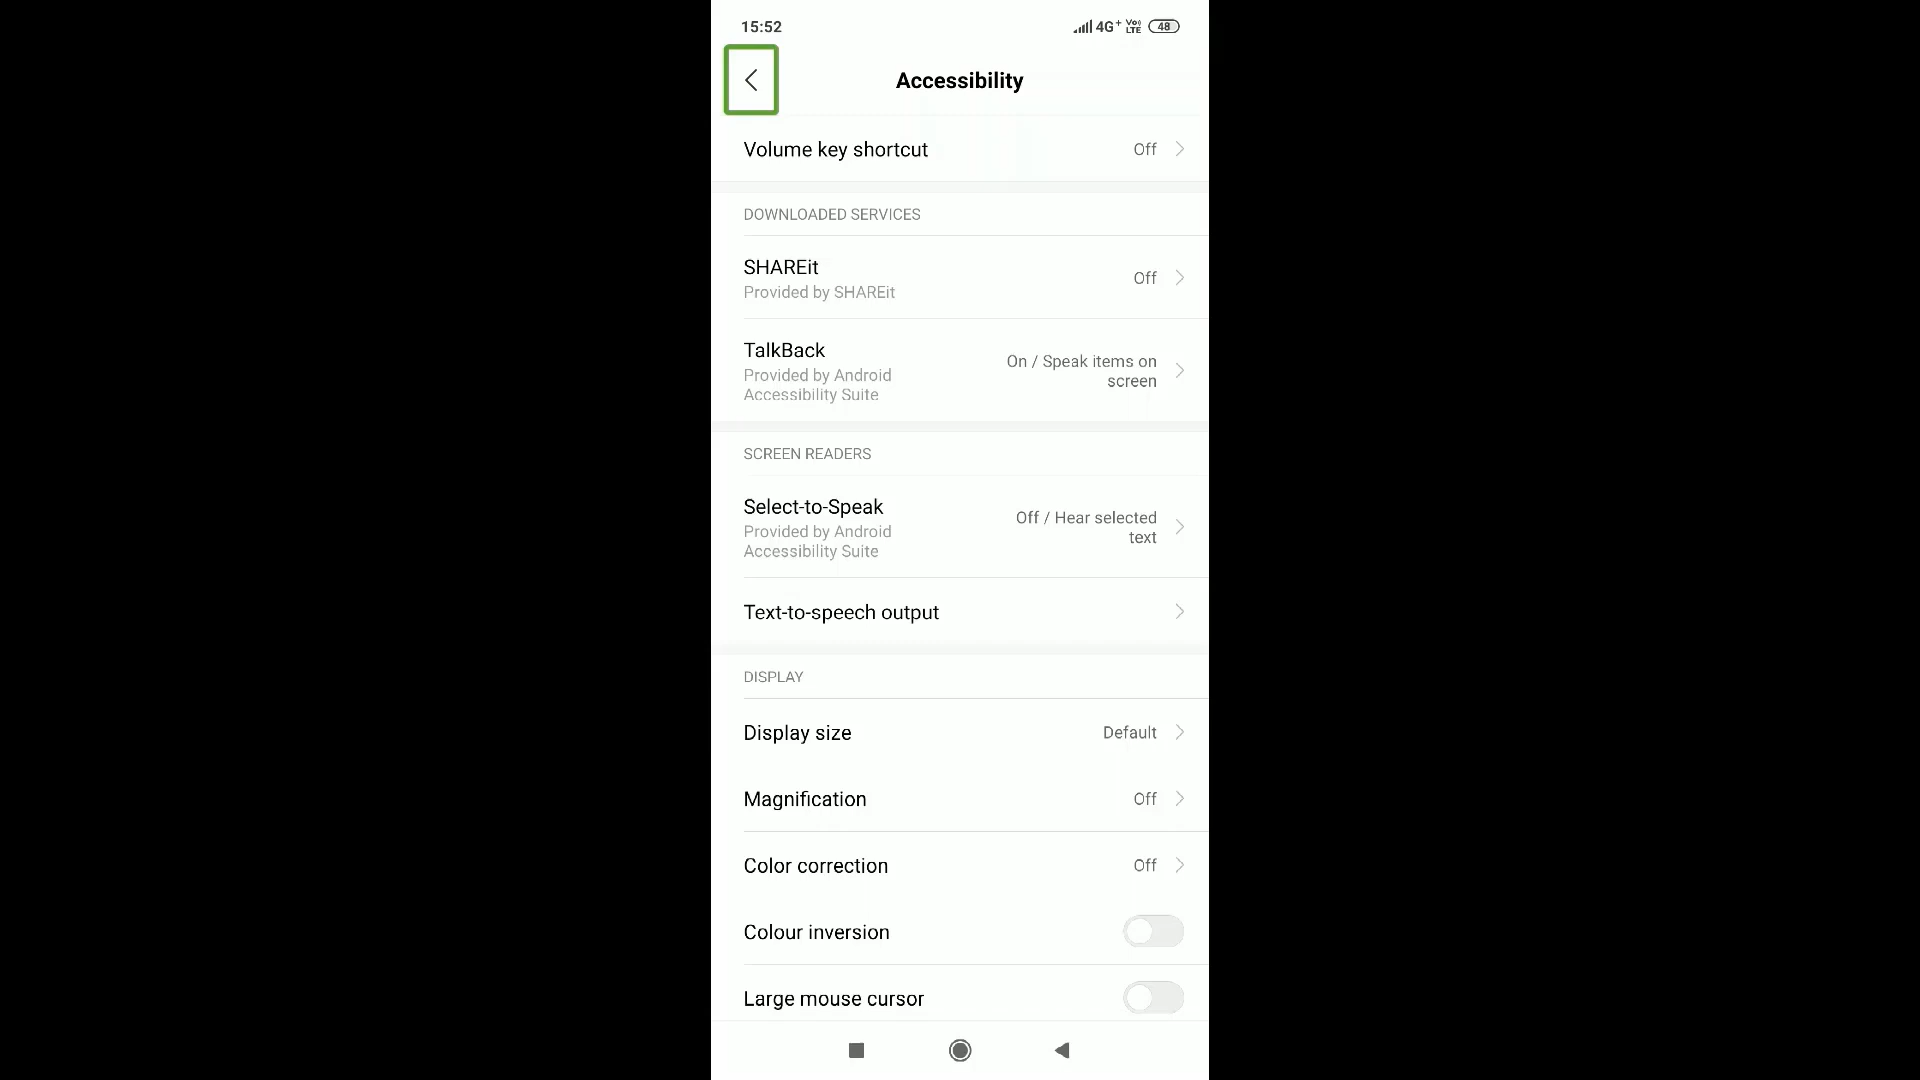 15:52
4G+ Vo) LTE 48
Accessibility
Volume key shortcut Off
DOWNLOADED SERVICES
SHAREit
Provided by SHAREit
Off
TalkBack
Provided by Android
Accessibility Suite
On / Speak items on
screen
SCREEN READERS
Select-to-Speak
Provided by Android
Accessibility Suite
Off / Hear selected
text
Text-to-speech output
DISPLAY
Display size Default
Magnification Off
Color correction Off
Colour inversion
Large mouse cursor